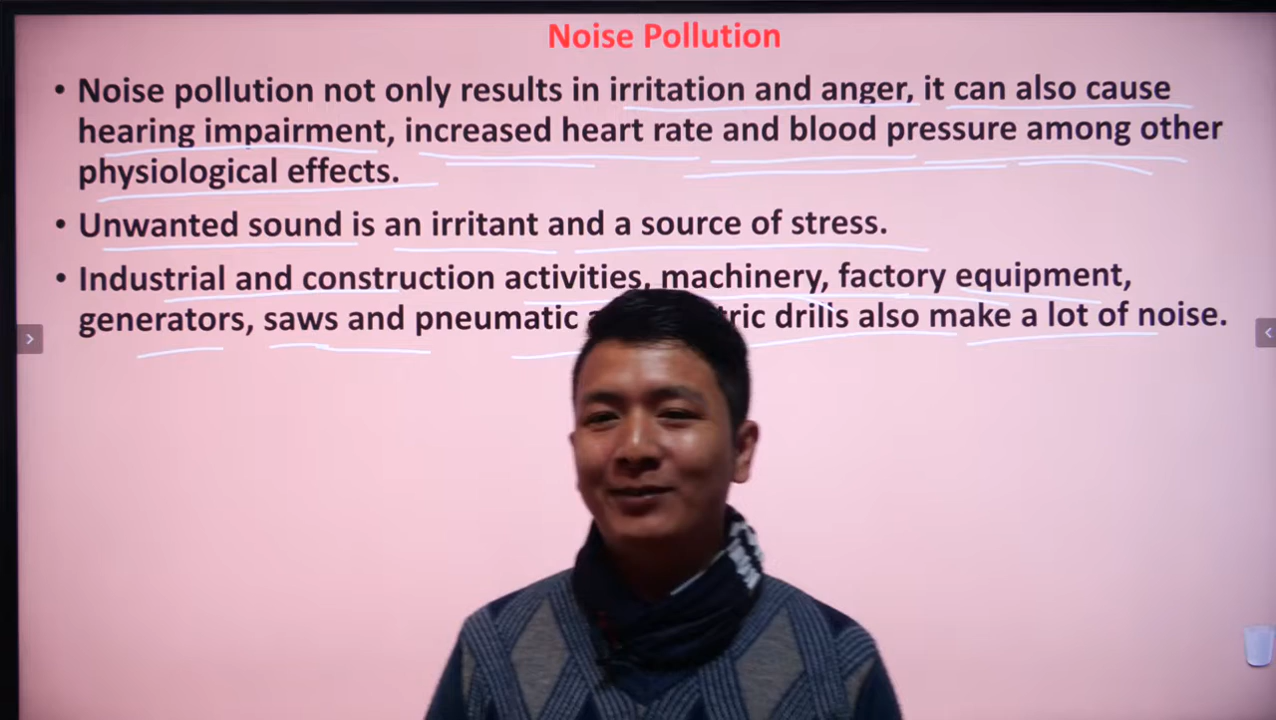 Noise Pollution
• Noise pollution not only results in irritation and anger, it can also cause
hearing impairment, increased heart rate and blood pressure among other
physiological effects.
• Unwanted sound is an irritant and a source of stress.
• Industrial and construction activities, machinery, factory equipment,
generators, saws and pneumatic drills also make a lot of noise.